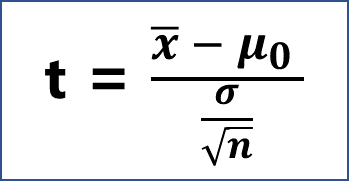 t = (x̄ − μ₀) / (σ / √n)